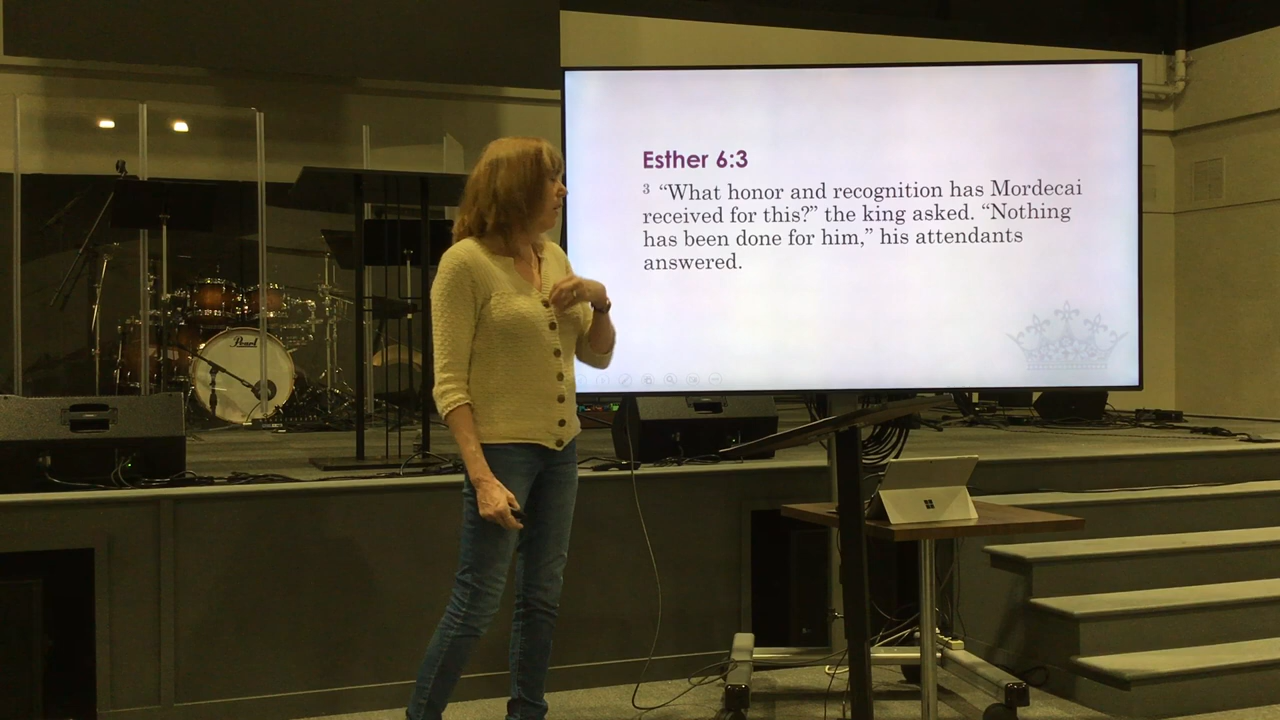 Esther 6:3
3 “What honor and recognition has Mordecai
received for this?” the king asked. “Nothing
has been done for him,” his attendants
answered.
Pearl